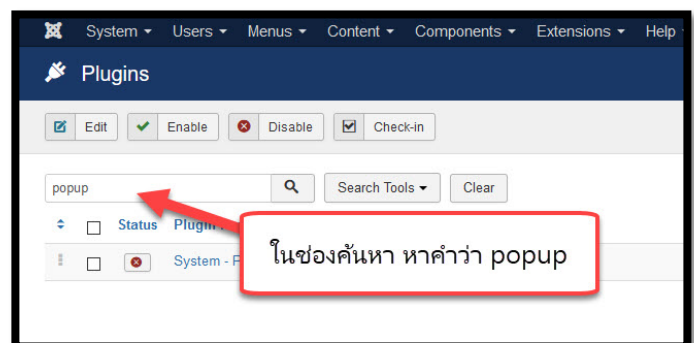 System Users Menus Content Components Extensions Help
Plugins
Edit Enable Disable Check-in
popup Search Tools Clear
Status
System -
ในช่องค้นหา หาคำว่า popup